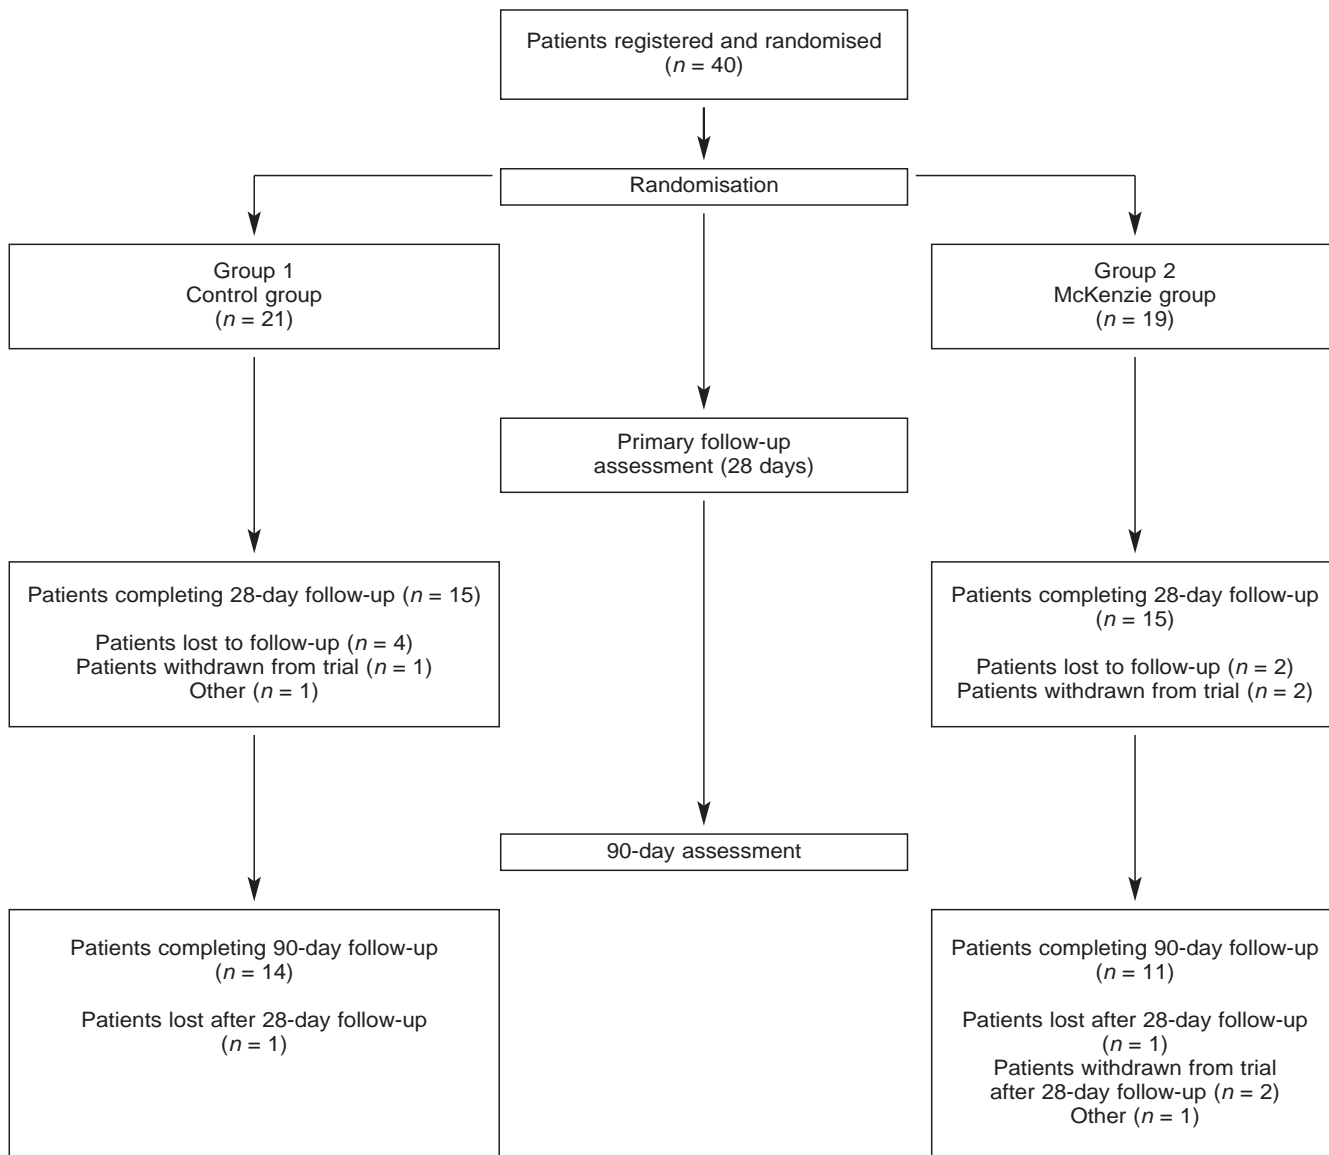 Patients registered and randomised
(n = 40)
Randomisation
Group 1
Control group
(n = 21)
Group 2
McKenzie group
(n = 19)
Primary follow-up
assessment (28 days)
Patients completing 28-day follow-up (n = 15)
Patients lost to follow-up (n = 4)
Patients withdrawn from trial (n = 1)
Other (n = 1)
Patients completing 28-day follow-up
(n = 15)
Patients lost to follow-up (n = 2)
Patients withdrawn from trial (n = 2)
90-day assessment
Patients completing 90-day follow-up
(n = 14)
Patients lost after 28-day follow-up
(n = 1)
Patients completing 90-day follow-up
(n = 11)
Patients lost after 28-day follow-up
(n = 1)
Patients withdrawn from trial
after 28-day follow-up (n = 2)
Other (n = 1)